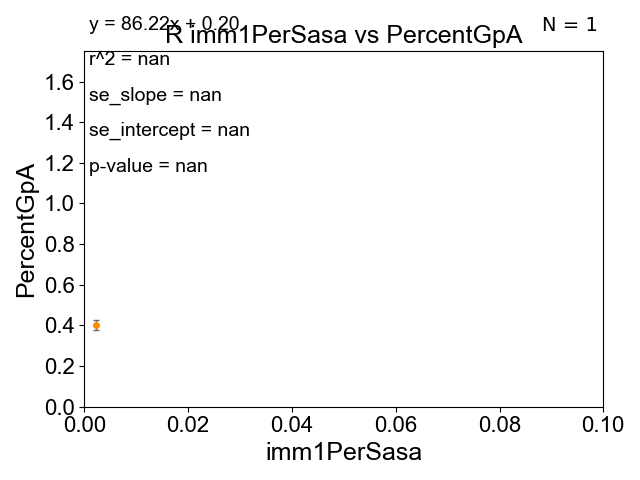 y = 86.22x + 0.20
R imm1PerSasa vs PercentGpA
N = 1
r^2 = nan
se_slope = nan
se_intercept = nan
p-value = nan
PercentGpA
1.6
1.4
1.2
1.0
0.8
0.6
0.4
0.2
0.0
0.00 0.02 0.04 0.06 0.08 0.10
imm1PerSasa